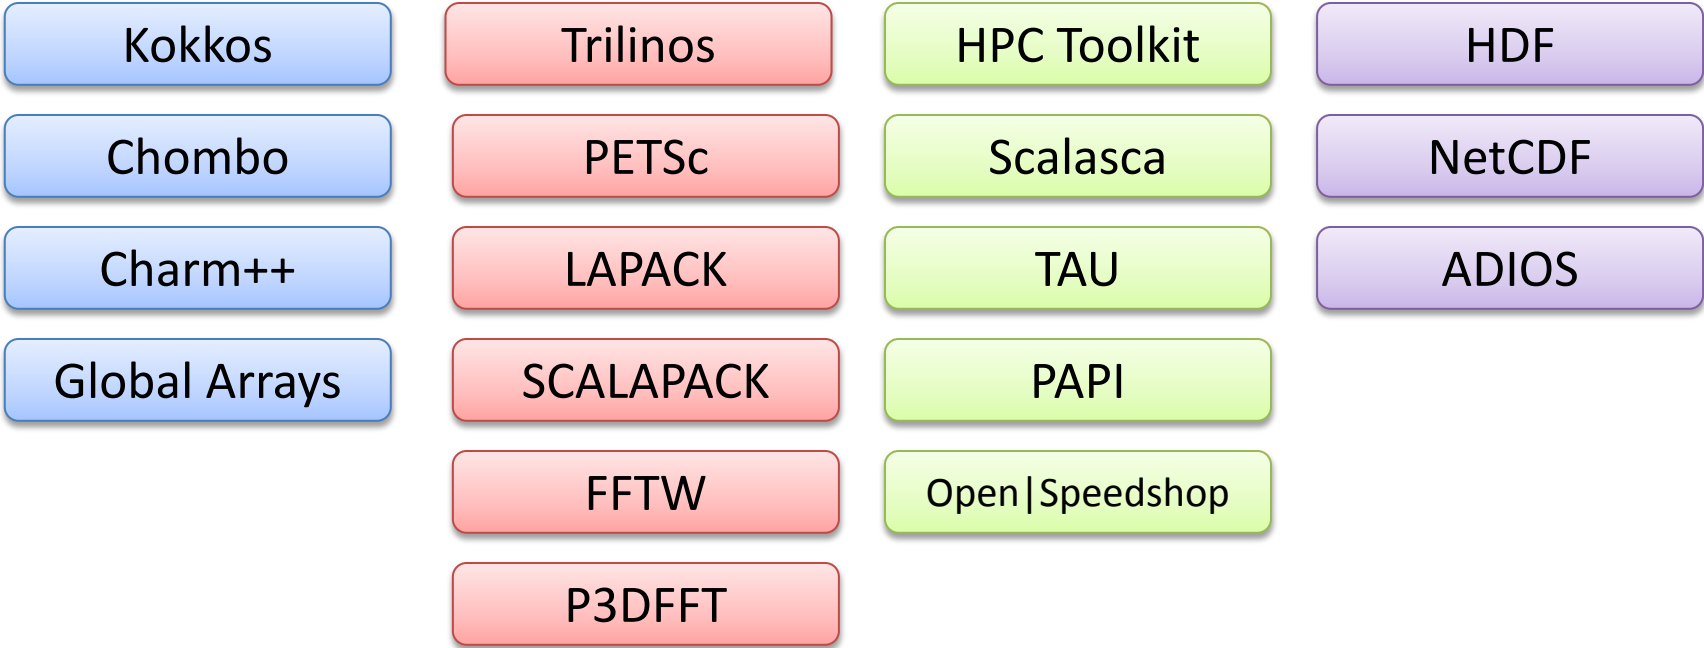 Kokkos
Chombo
Charm++
Global Arrays
Trilinos
PETSc
LAPACK
SCALAPACK
FFTW
P3DFFT
HPC Toolkit
Scalasca
TAU
PAPI
Open|Speedshop
HDF
NetCDF
ADIOS